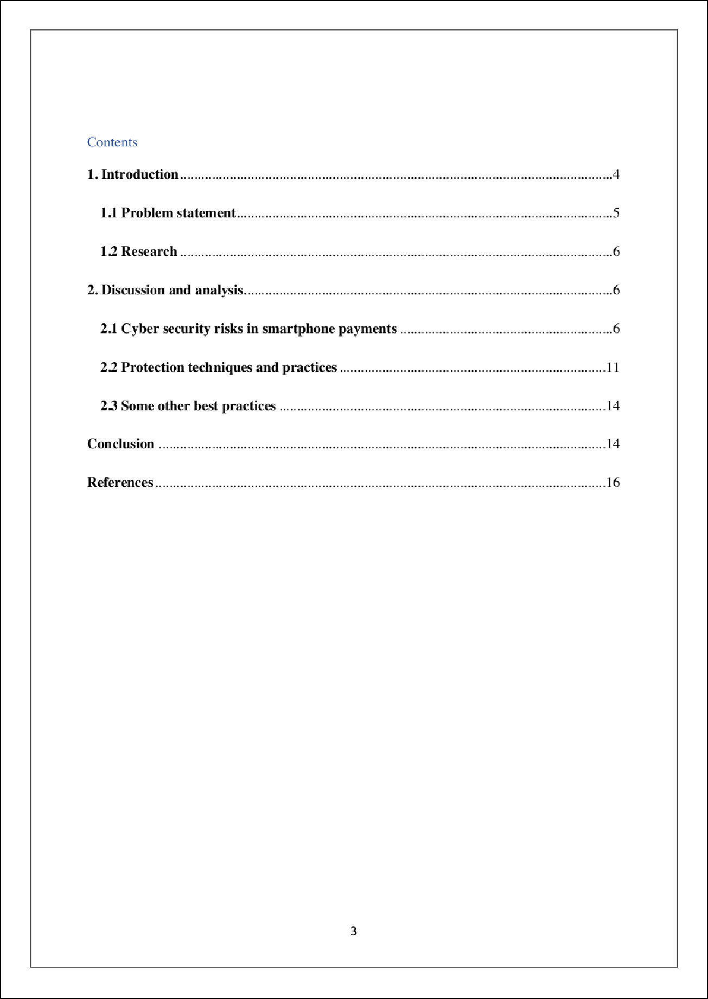 Contents
1. Introduction..........................................................................................................................4
1.1 Problem statement..........................................................................................................5
1.2 Research ..........................................................................................................................6
2. Discussion and analysis........................................................................................................6
2.1 Cyber security risks in smartphone payments ............................................................6
2.2 Protection techniques and practices ...........................................................................11
2.3 Some other best practices ............................................................................................14
Conclusion ..............................................................................................................................14
References...............................................................................................................................16
3